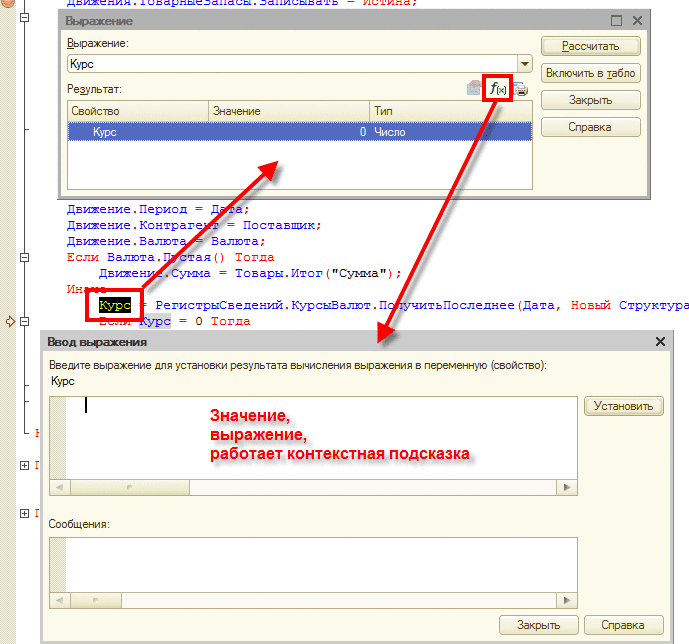 Движения.ТоварныеЗапасы.Записывать = Истина;
Выражение
Выражение:
Курс
Рассчитать
Включить в табло
Закрыть
Справка
Результат:
f(x)
Свойство Значение Тип
Курс 0 Число
Движение.Период = Дата;
Движение.Контрагент = Поставщик;
Движение.Валюта = Валюта;
Если Валюта.Пустая() Тогда
Движение.Сумма = Товары.Итог("Сумма");
Курс = РегистрыСведений.КурсыВалют.ПолучитьПоследнее(Дата, Новый Структура
Если Курс = 0 Тогда
Ввод выражения
Введите выражение для установки результата вычисления выражения в переменную (свойство):
Курс
Установить
Значение,
выражение,
работает контекстная подсказка
Сообщения:
Закрыть
Справка